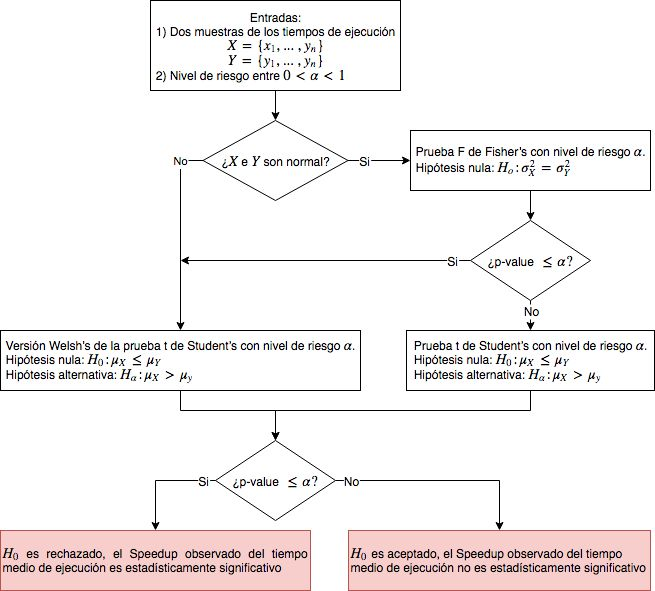 Entradas:
1) Dos muestras de los tiempos de ejecución
X = {x₁, ... , yₙ}
Y = {y₁, ... , yₙ}
2) Nivel de riesgo entre 0 < α < 1
¿X e Y son normal?
No
Si
Prueba F de Fisher's con nivel de riesgo α.
Hipótesis nula: Hₒ: σ²_X = σ²_Y
¿p-value ≤ α?
Si
No
Versión Welsh's de la prueba t de Student's con nivel de riesgo α.
Hipótesis nula: H₀: μ_X ≤ μ_Y
Hipótesis alternativa: Hₐ: μ_X > μ_y
Prueba t de Student's con nivel de riesgo α.
Hipótesis nula: H₀: μ_X ≤ μ_Y
Hipótesis alternativa: Hₐ: μ_X > μ_y
¿p-value ≤ α?
Si
No
H₀ es rechazado, el Speedup observado del tiempo
medio de ejecución es estadísticamente significativo
H₀ es aceptado, el Speedup observado del tiempo
medio de ejecución no es estadísticamente significativo